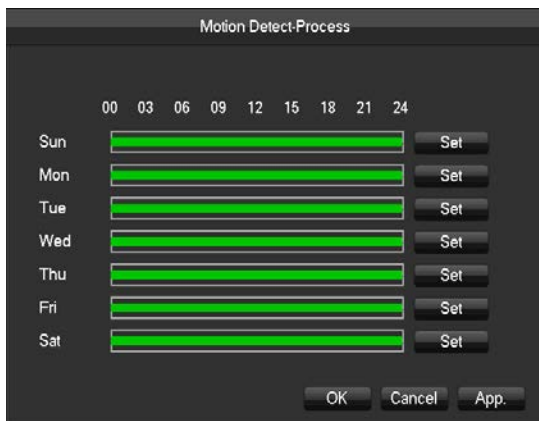 Motion Detect-Process
00 03 06 09 12 15 18 21 24
Sun Set
Mon Set
Tue Set
Wed Set
Thu Set
Fri Set
Sat Set
OK Cancel App.